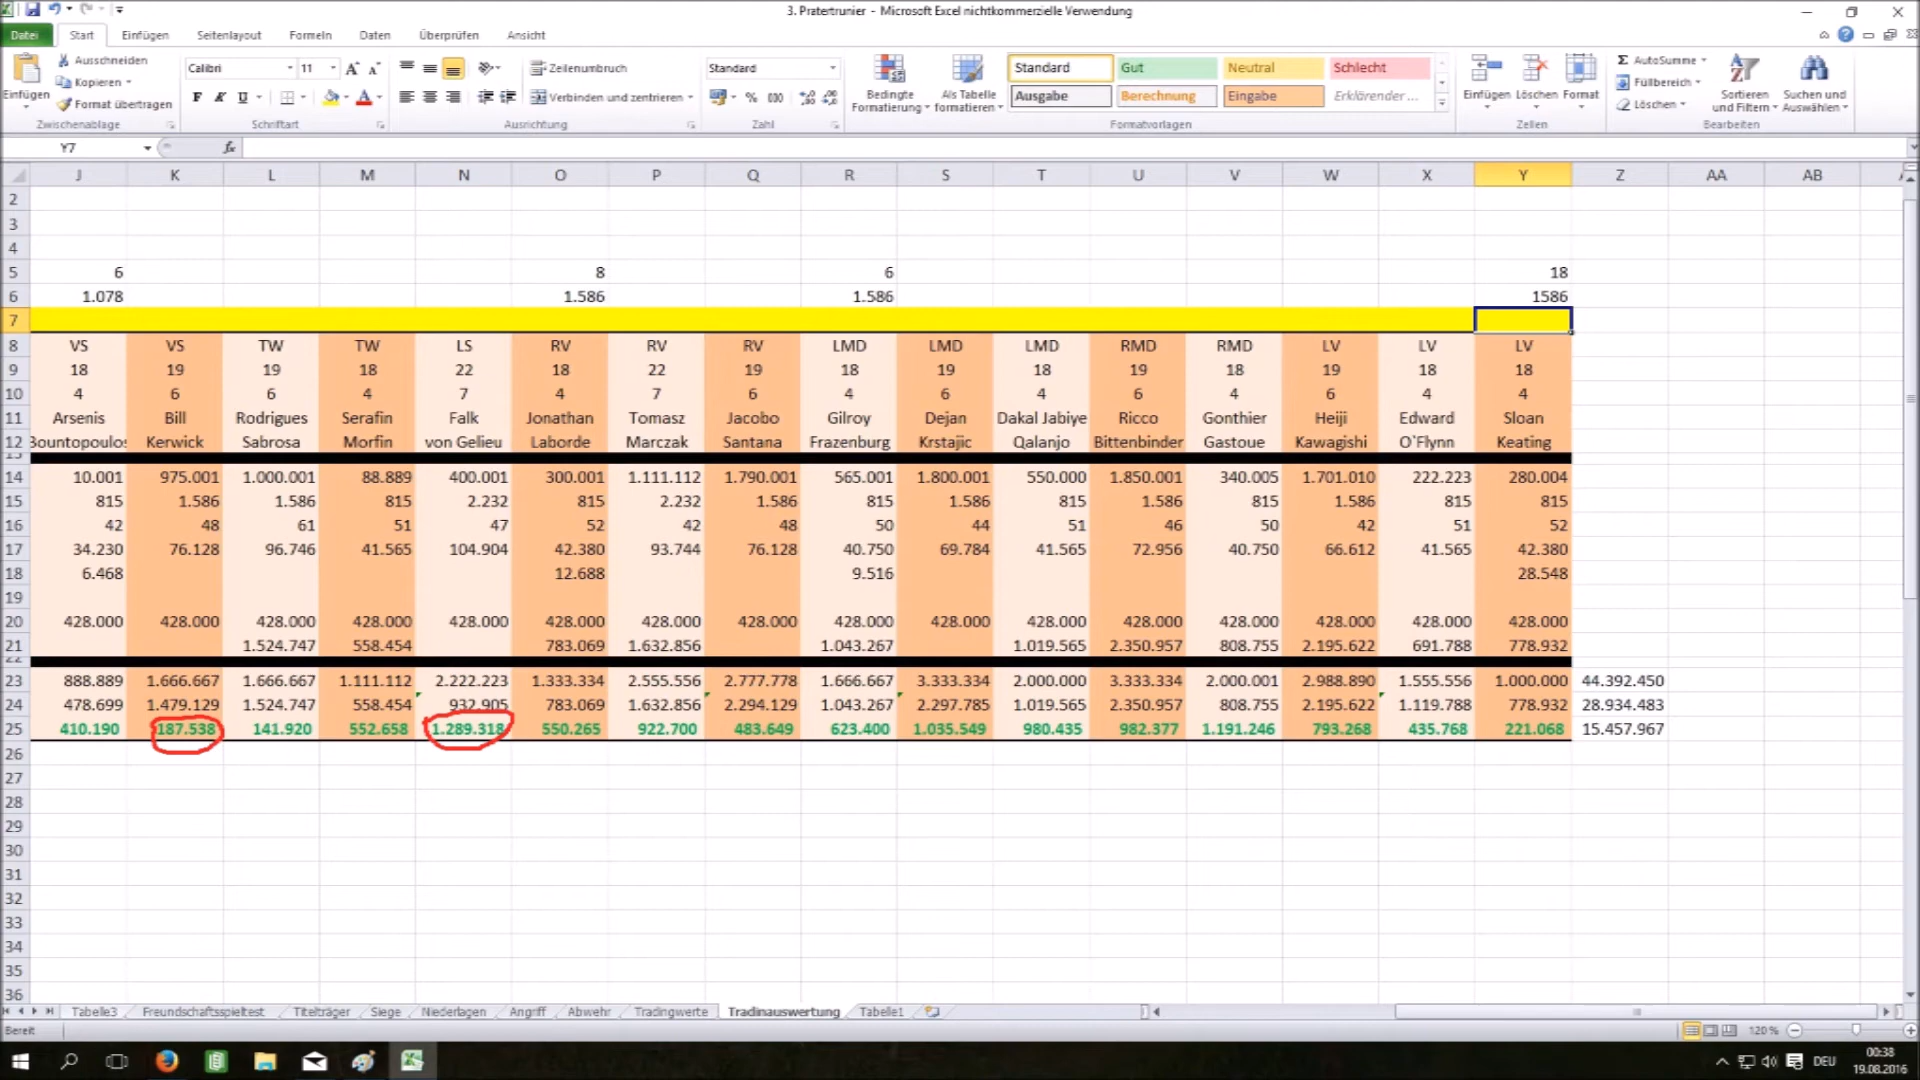 3. Pratertrunier - Microsoft Excel nichtkommerzielle Verwendung
Datei Start Einfügen Seitenlayout Formeln Daten Überprüfen Ansicht
Einfügen Ausschneiden Kopieren Format übertragen Zwischenablage
Calibri 11 F K U Schriftart
Zeilenumbruch Verbinden und zentrieren Ausrichtung
Standard % 000 Zahl
Bedingte Formatierung Als Tabelle formatieren
Standard Gut Neutral Schlecht
Ausgabe Berechnung Eingabe Erklärender ...
Formatvorlagen
Einfügen Löschen Format Zellen
AutoSumme Füllbereich Löschen Sortieren und Filtern Suchen und Auswählen Bearbeiten
Y7 fx
J K L M N O P Q R S T U V W X Y Z AA AB
2
3
4
5 6 8 6 18
6 1.078 1.586 1.586 1586
7
8 VS VS TW TW LS RV RV RV LMD LMD LMD RMD RMD LV LV LV
9 18 19 19 18 22 18 22 19 18 19 18 19 18 19 18 18
10 4 6 6 4 7 4 7 6 4 6 4 6 4 6 4 4
11 Arsenis Bill Rodrigues Serafin Falk Jonathan Tomasz Jacobo Gilroy Dejan Dakal Jabiye Ricco Gonthier Heiji Edward Sloan
12 Bountopoulos Kerwick Sabrosa Morfin von Gelieu Laborde Marczak Santana Frazenburg Krstajic Qalanjo Bittenbinder Gastoue Kawagishi O`Flynn Keating
13
14 10.001 975.001 1.000.001 88.889 400.001 300.001 1.111.112 1.790.001 565.001 1.800.001 550.000 1.850.001 340.005 1.701.010 222.223 280.004
15 815 1.586 1.586 815 2.232 815 2.232 1.586 815 1.586 815 1.586 815 1.586 815 815
16 42 48 61 51 47 52 42 48 50 44 51 46 50 42 51 52
17 34.230 76.128 96.746 41.565 104.904 42.380 93.744 76.128 40.750 69.784 41.565 72.956 40.750 66.612 41.565 42.380
18 6.468 12.688 9.516 28.548
19
20 428.000 428.000 428.000 428.000 428.000 428.000 428.000 428.000 428.000 428.000 428.000 428.000 428.000 428.000 428.000 428.000
21 1.524.747 558.454 783.069 1.632.856 1.043.267 1.019.565 2.350.957 808.755 2.195.622 691.788 778.932
22
23 888.889 1.666.667 1.666.667 1.111.112 2.222.223 1.333.334 2.555.556 2.777.778 1.666.667 3.333.334 2.000.000 3.333.334 2.000.001 2.988.890 1.555.556 1.000.000 44.392.450
24 478.699 1.479.129 1.524.747 558.454 932.905 783.069 1.632.856 2.294.129 1.043.267 2.297.785 1.019.565 2.350.957 808.755 2.195.622 1.119.788 778.932 28.934.483
25 410.190 187.538 141.920 552.658 1.289.318 550.265 922.700 483.649 623.400 1.035.549 980.435 982.377 1.191.246 793.268 435.768 221.068 15.457.967
26
27
28
29
30
31
32
33
34
35
36
Tabelle3 Freundschaftsspieltest Titelträger Siege Niederlagen Angriff Abwehr Tradingwerte Tradinauswertung Tabelle1
Bereit 120 %
DEU 00:38
19.08.2016